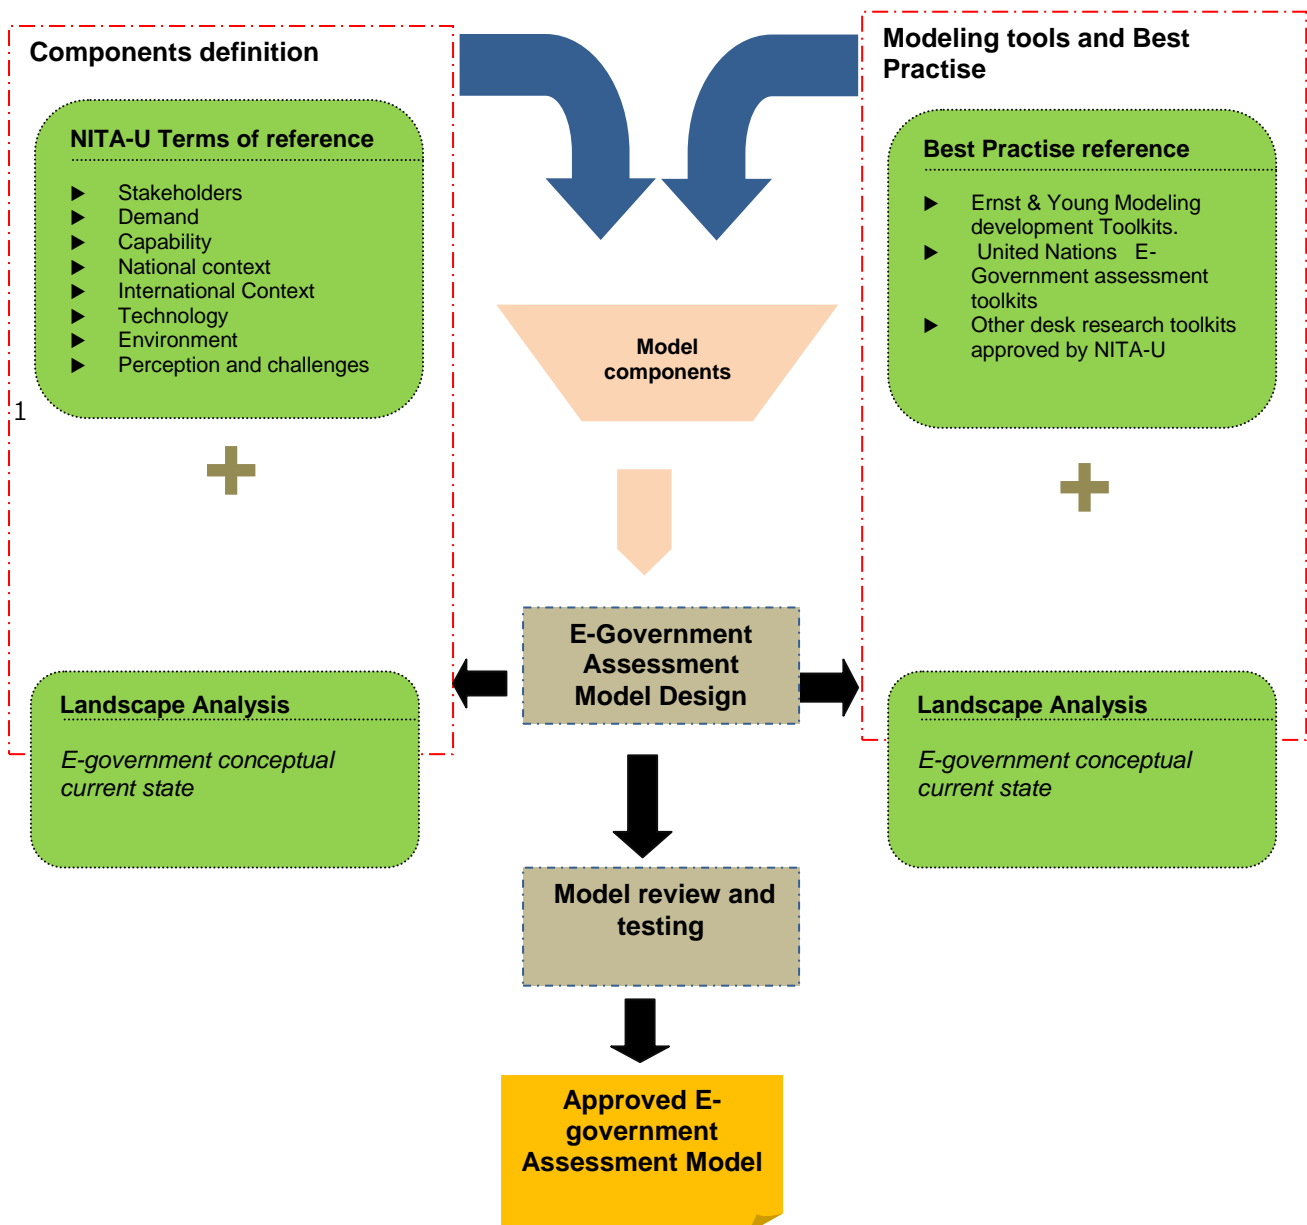 Components definition
NITA-U Terms of reference
▶ Stakeholders
▶ Demand
▶ Capability
▶ National context
▶ International Context
▶ Technology
▶ Environment
▶ Perception and challenges
1
Landscape Analysis
E-government conceptual
current state
Model
components
E-Government
Assessment
Model Design
Model review and
testing
Approved E-
government
Assessment Model
Modeling tools and Best
Practise
Best Practise reference
▶ Ernst & Young Modeling
development Toolkits.
▶ United Nations E-
Government assessment
toolkits
▶ Other desk research toolkits
approved by NITA-U
Landscape Analysis
E-government conceptual
current state